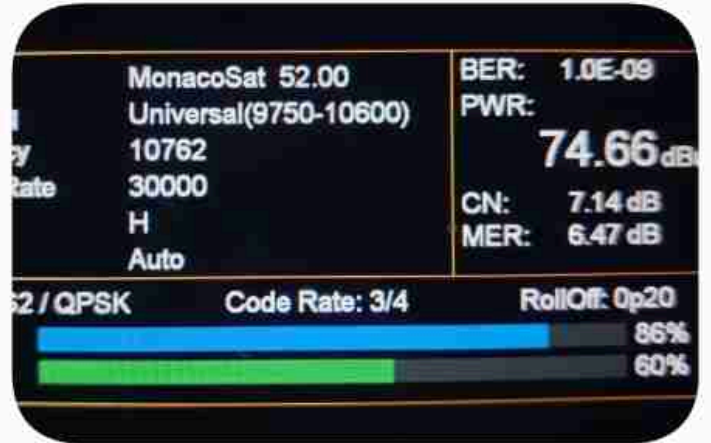 MonacoSat 52.00
Universal(9750-10600)
10762
Rate 30000
H
Auto
BER: 1.0E-09
PWR:
74.66
CN: 7.14 dB
MER: 6.47 dB
/ QPSK Code Rate: 3/4 RollOff: 0p20
86%
60%